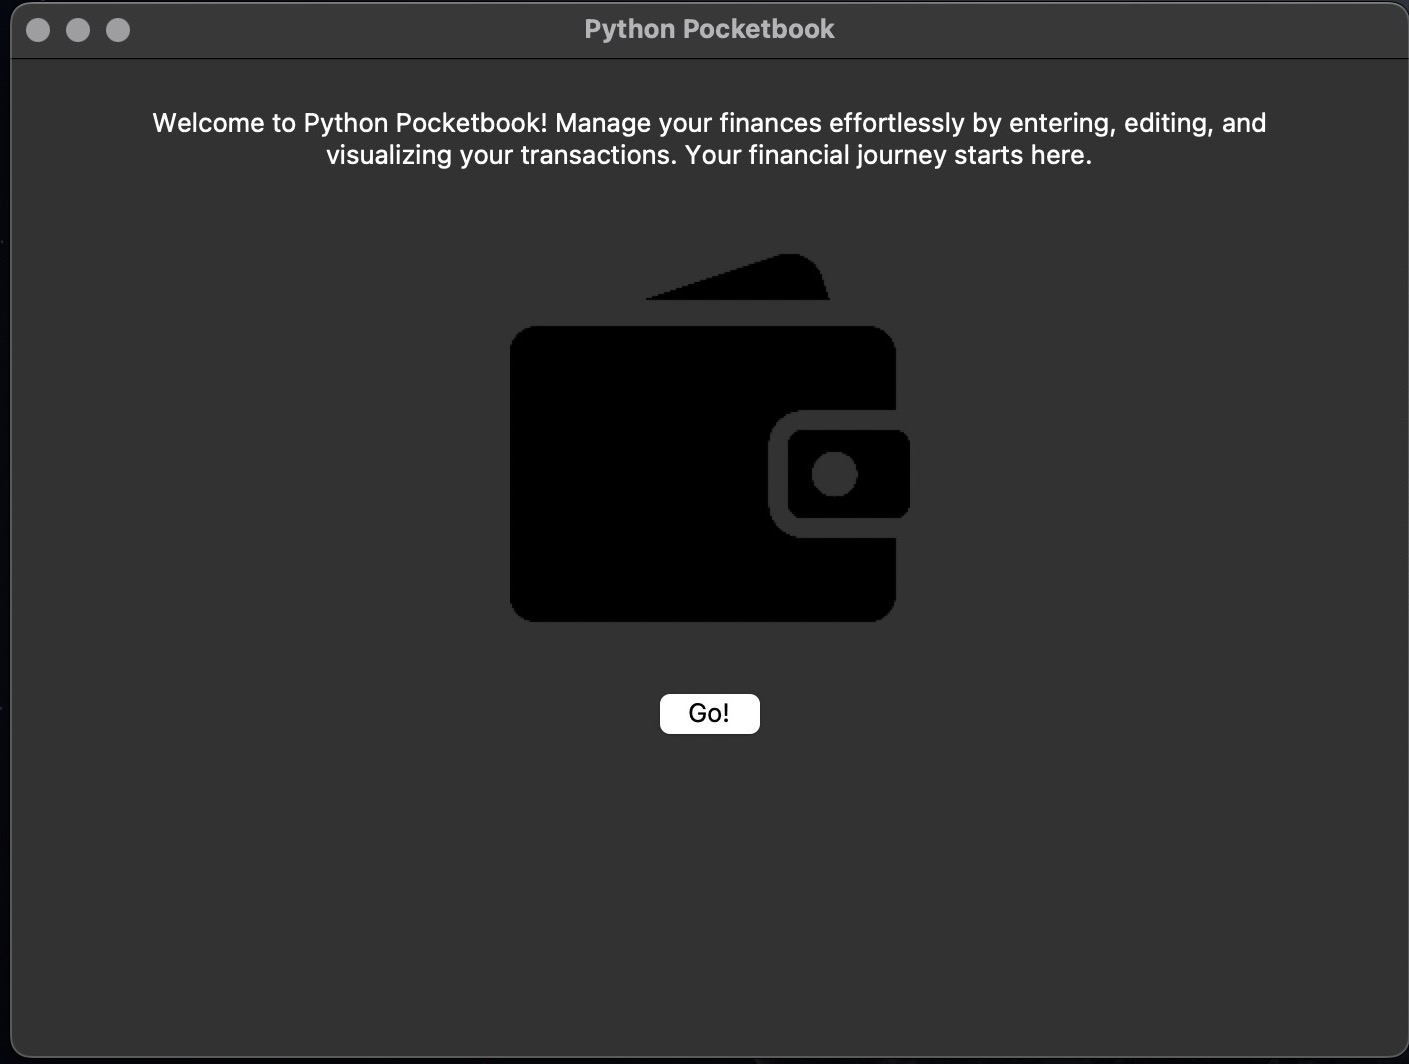 Python Pocketbook
Welcome to Python Pocketbook! Manage your finances effortlessly by entering, editing, and
visualizing your transactions. Your financial journey starts here.
Go!